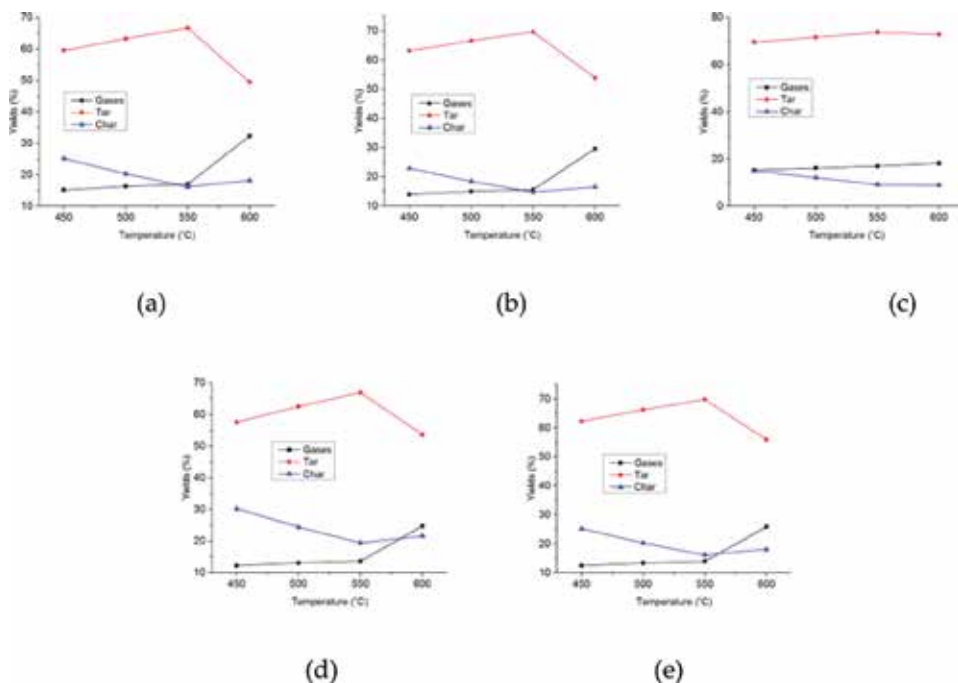 70
60
50
40
30
20
10
Yields (%)
Gases
Tar
Char
450 500 550 600
Temperature (°C)
(a)
70
60
50
40
30
20
10
Yields (%)
Gases
Tar
Char
450 500 550 600
Temperature (°C)
(b)
80
60
40
20
0
Yields (%)
Gases
Tar
Char
450 500 550 600
Temperature (°C)
(c)
70
60
50
40
30
20
10
Yields (%)
Gases
Tar
Char
450 500 550 600
Temperature (°C)
(d)
70
60
50
40
30
20
10
Yields (%)
Gases
Tar
Char
450 500 550 600
Temperature (°C)
(e)